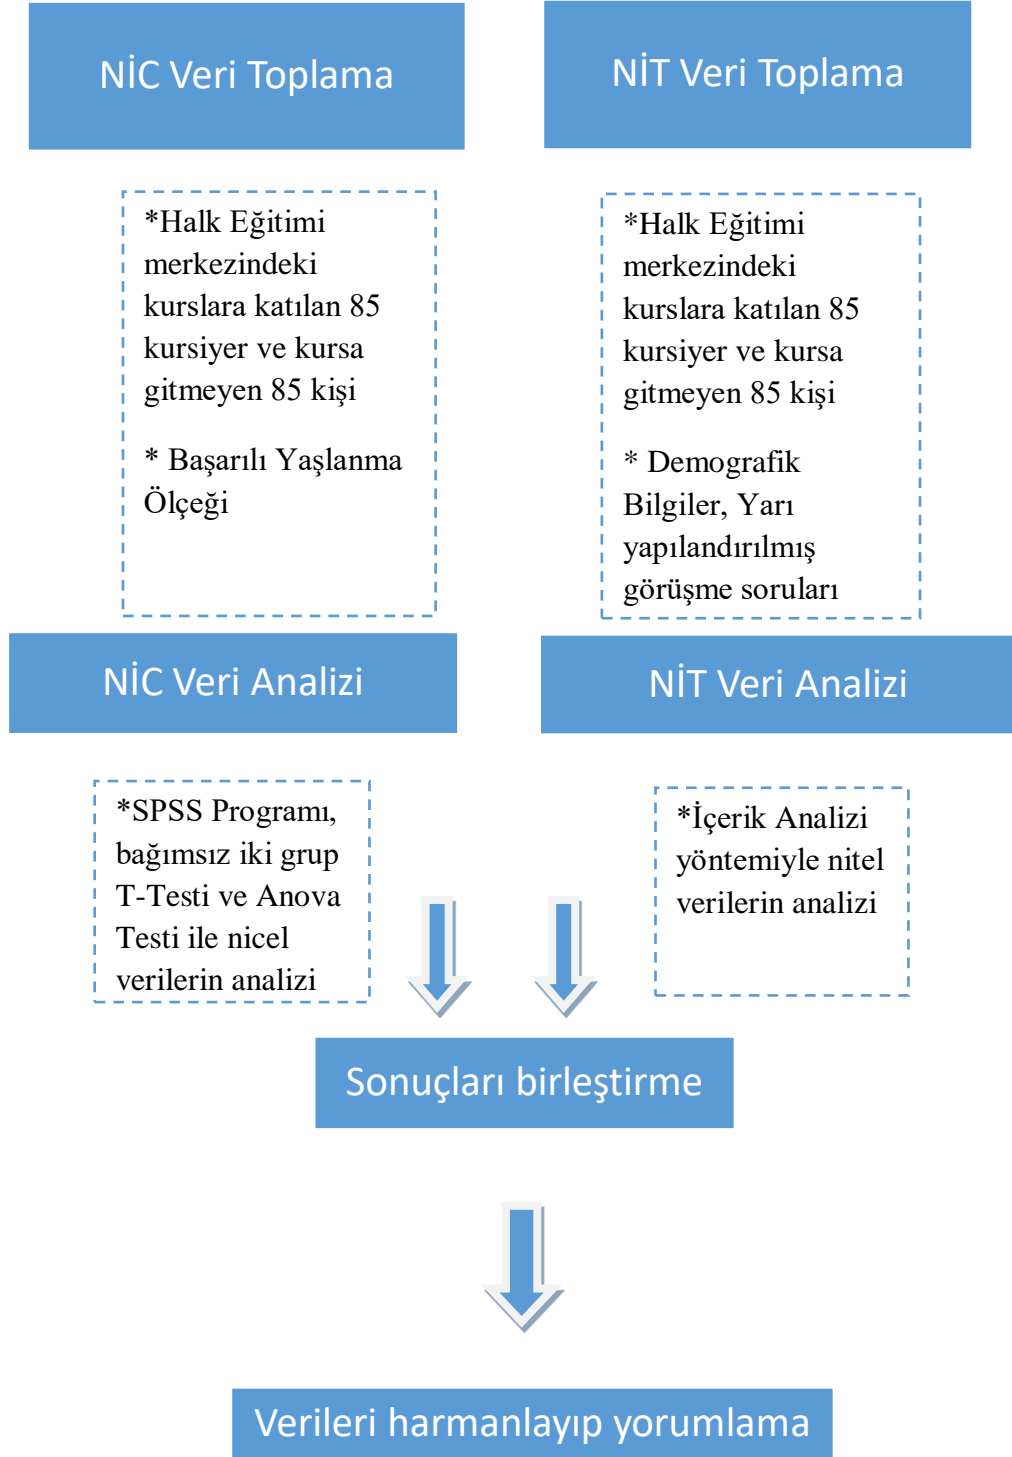 NİC Veri Toplama
NİT Veri Toplama
*Halk Eğitimi
merkezindeki
kurslara katılan 85
kursiyer ve kursa
gitmeyen 85 kişi
* Başarılı Yaşlanma
Ölçeği
*Halk Eğitimi
merkezindeki
kurslara katılan 85
kursiyer ve kursa
gitmeyen 85 kişi
* Demografik
Bilgiler, Yarı
yapılandırılmış
görüşme soruları
NİC Veri Analizi
NİT Veri Analizi
*SPSS Programı,
bağımsız iki grup
T-Testi ve Anova
Testi ile nicel
verilerin analizi
*İçerik Analizi
yöntemiyle nitel
verilerin analizi
Sonuçları birleştirme
Verileri harmanlayıp yorumlama